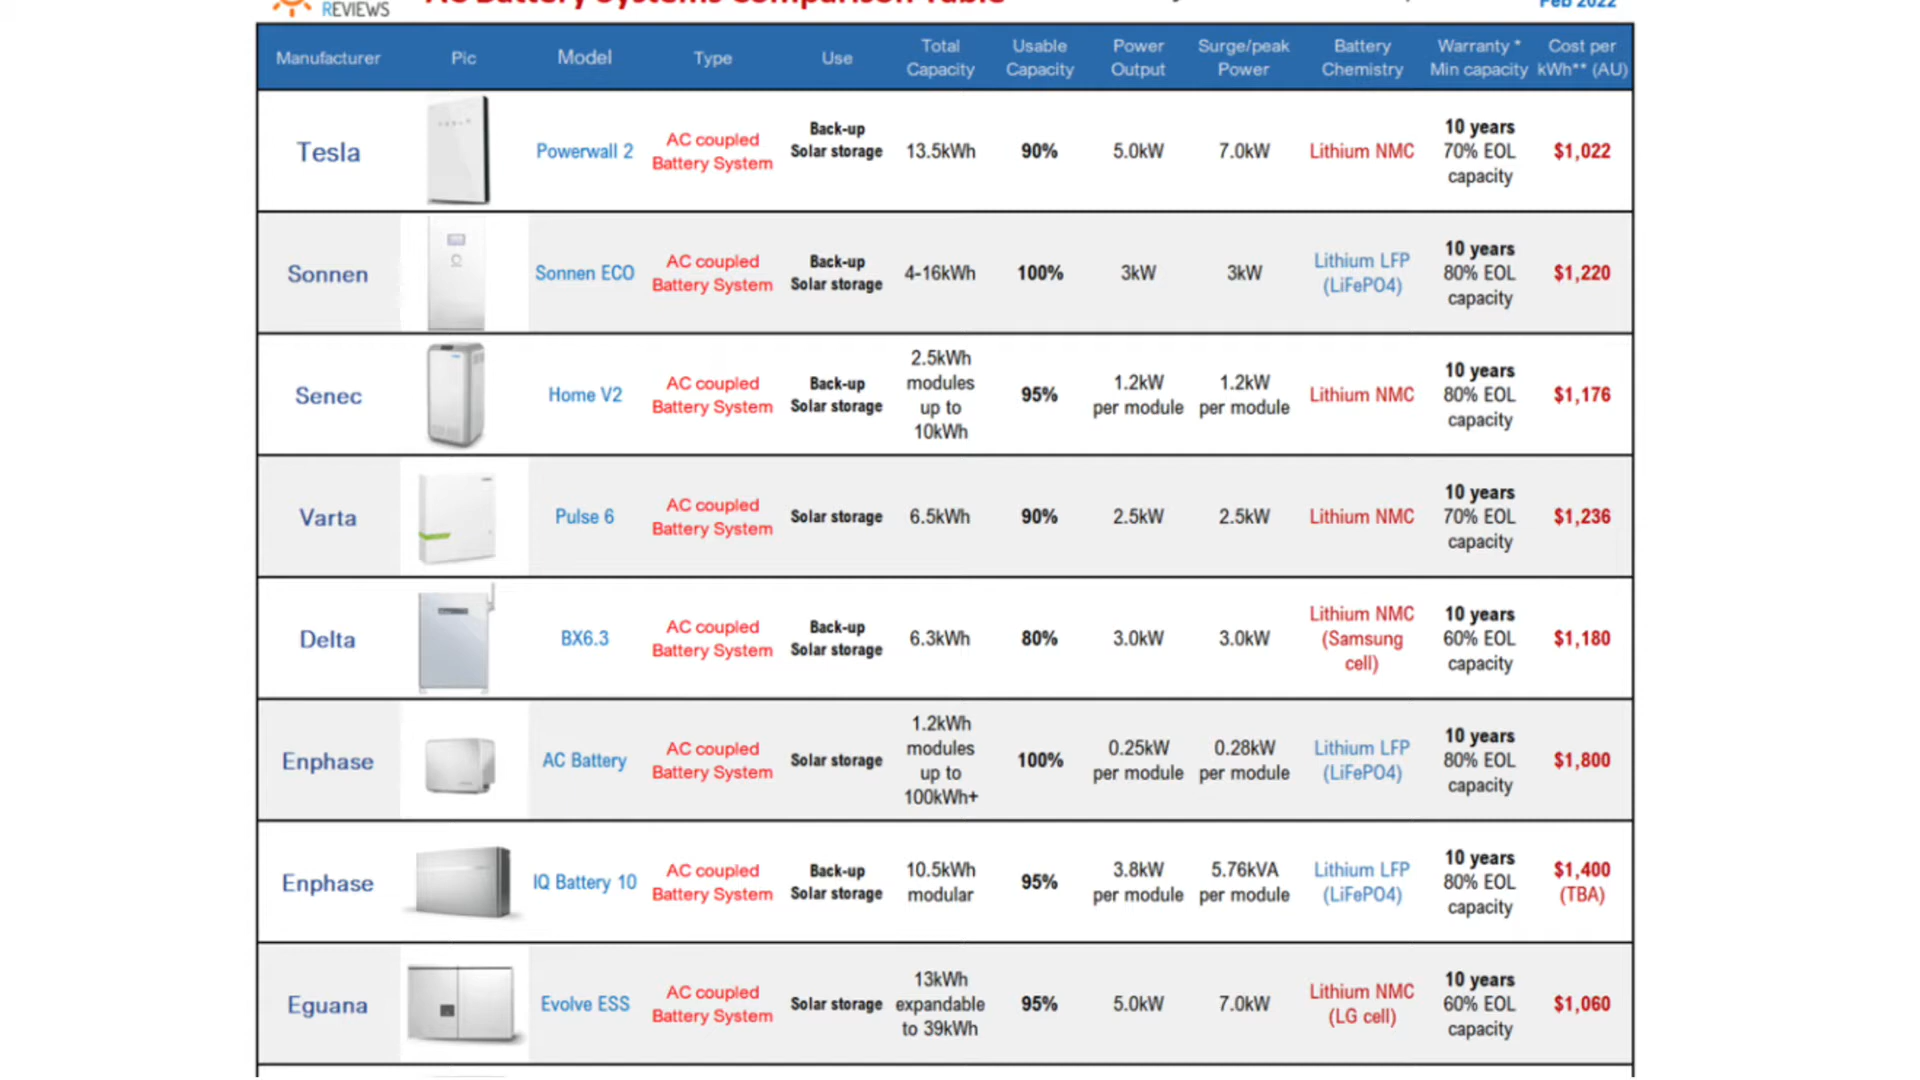 REVIEWS
AC Battery Systems Comparison Table
Feb 2022
Manufacturer Pic Model Type Use Total Capacity Usable Capacity Power Output Surge/peak Power Battery Chemistry Warranty * Min capacity Cost per kWh** (AU)
Tesla Powerwall 2 AC coupled Battery System Back-up Solar storage 13.5kWh 90% 5.0kW 7.0kW Lithium NMC 10 years 70% EOL capacity $1,022
Sonnen Sonnen ECO AC coupled Battery System Back-up Solar storage 4-16kWh 100% 3kW 3kW Lithium LFP (LiFePO4) 10 years 80% EOL capacity $1,220
Senec Home V2 AC coupled Battery System Back-up Solar storage 2.5kWh modules up to 10kWh 95% 1.2kW per module 1.2kW per module Lithium NMC 10 years 80% EOL capacity $1,176
Varta Pulse 6 AC coupled Battery System Solar storage 6.5kWh 90% 2.5kW 2.5kW Lithium NMC 10 years 70% EOL capacity $1,236
Delta BX6.3 AC coupled Battery System Back-up Solar storage 6.3kWh 80% 3.0kW 3.0kW Lithium NMC (Samsung cell) 10 years 60% EOL capacity $1,180
Enphase AC Battery AC coupled Battery System Solar storage 1.2kWh modules up to 100kWh+ 100% 0.25kW per module 0.28kW per module Lithium LFP (LiFePO4) 10 years 80% EOL capacity $1,800
Enphase IQ Battery 10 AC coupled Battery System Back-up Solar storage 10.5kWh modular 95% 3.8kW per module 5.76kVA per module Lithium LFP (LiFePO4) 10 years 80% EOL capacity $1,400 (TBA)
Eguana Evolve ESS AC coupled Battery System Solar storage 13kWh expandable to 39kWh 95% 5.0kW 7.0kW Lithium NMC (LG cell) 10 years 60% EOL capacity $1,060